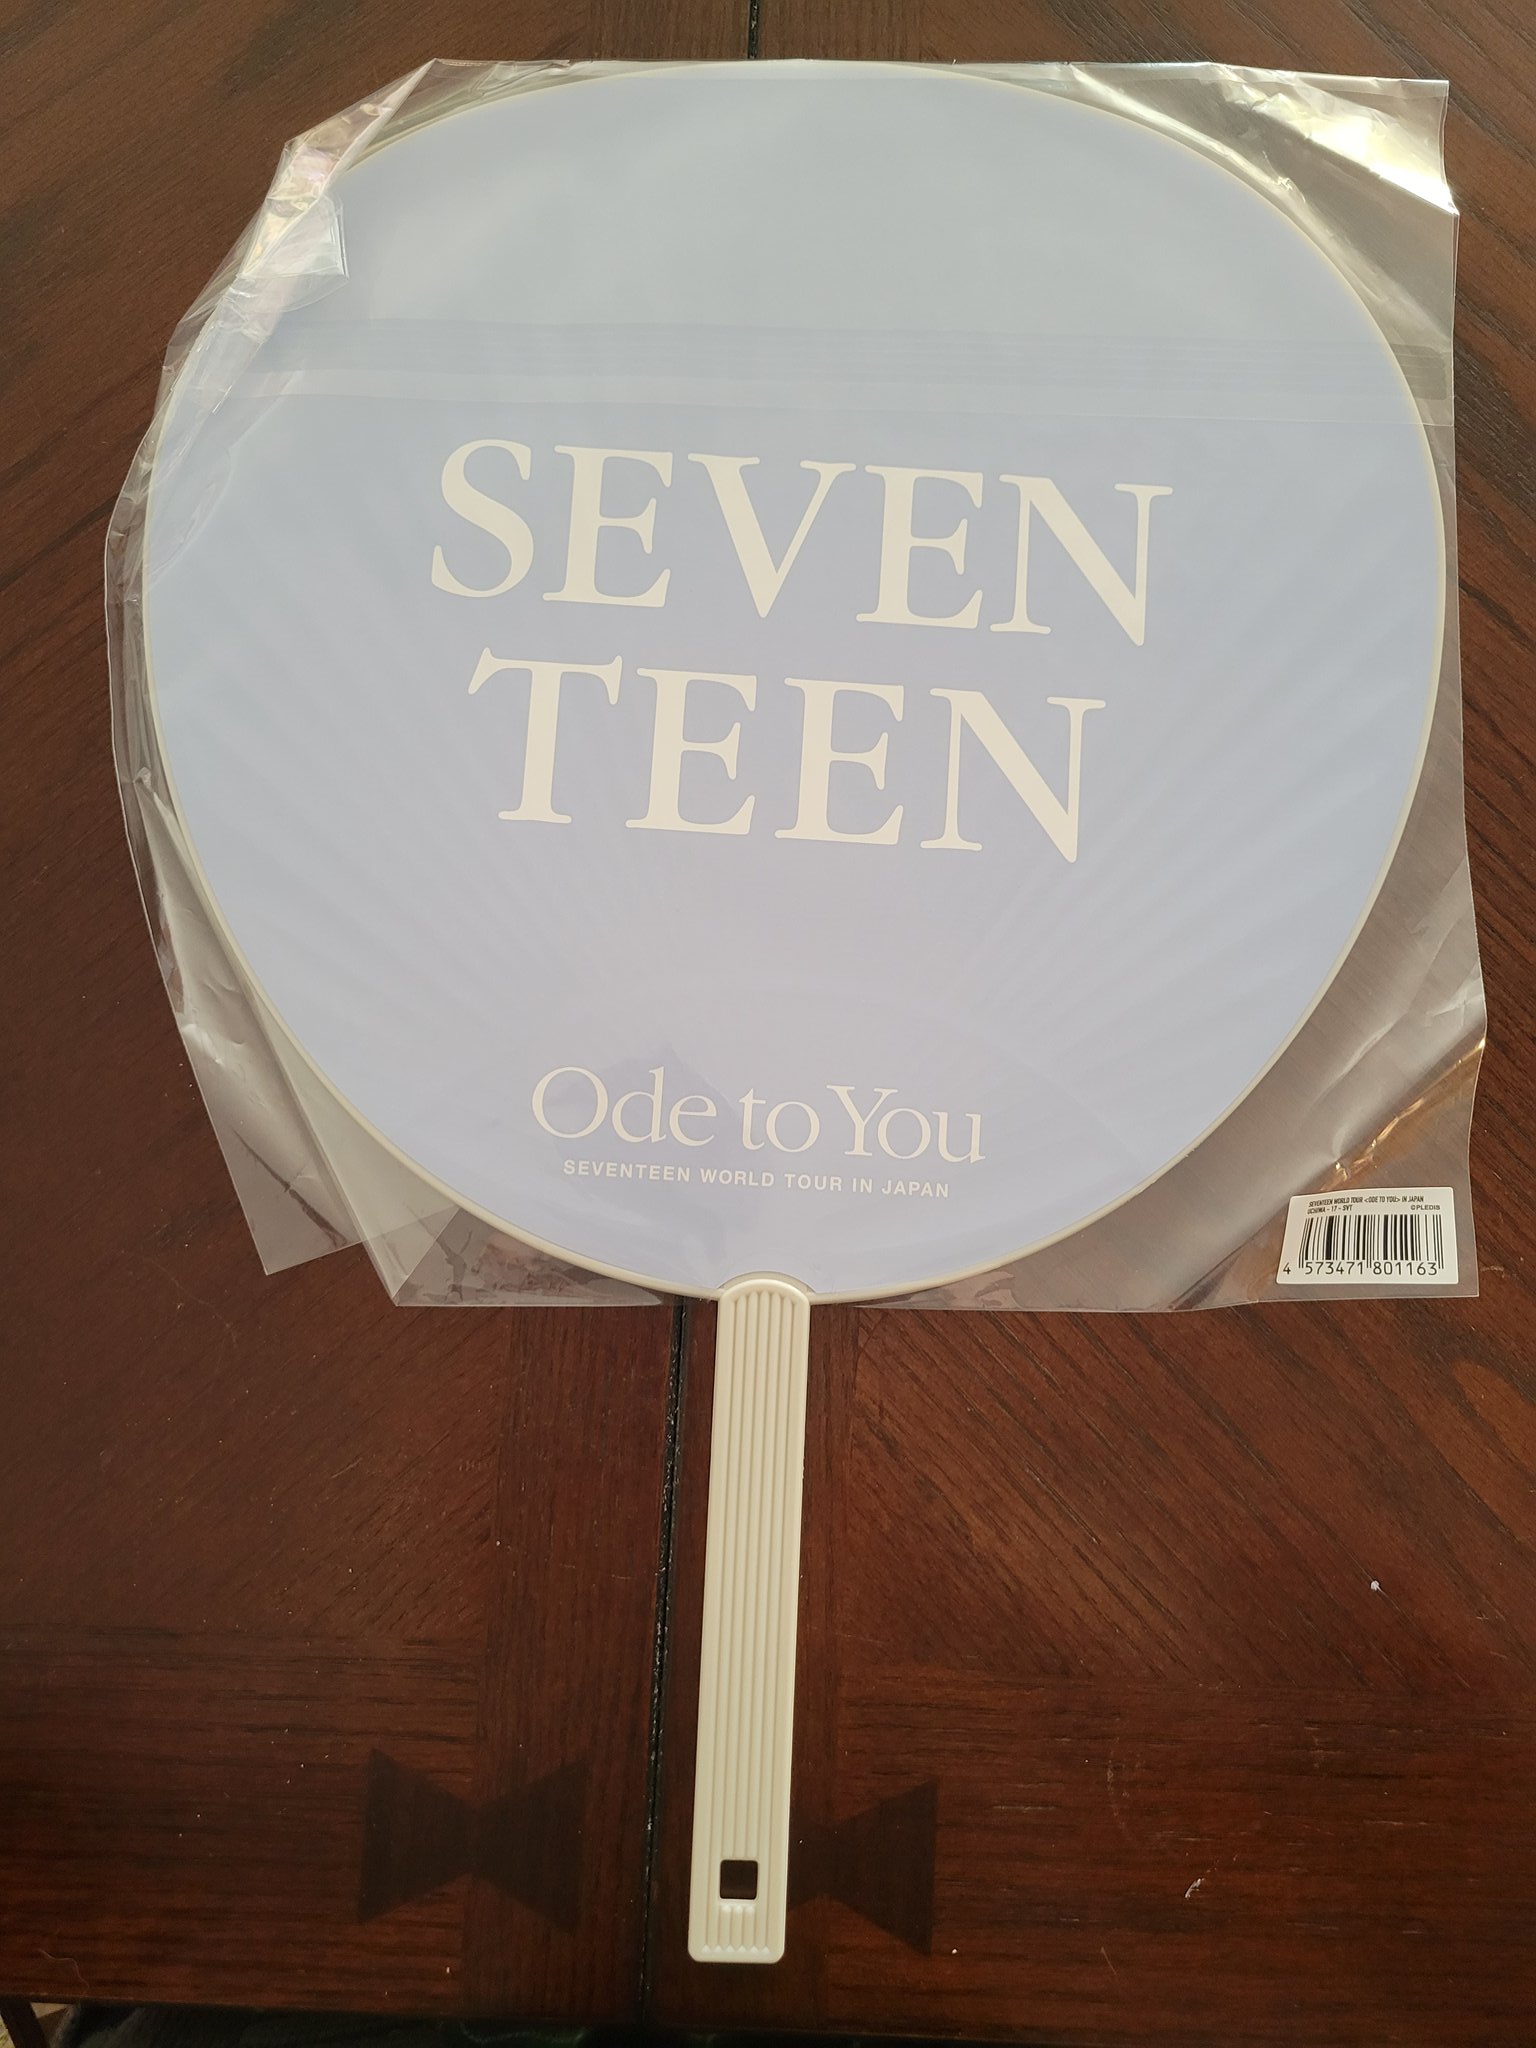 SEVEN
TEEN
Ode to You
SEVENTEEN WORLD TOUR IN JAPAN
SEVENTEEN WORLD TOUR <ODE TO YOU> IN JAPAN
UCHIWA - 17 - SVT ©PLEDIS
4 573471 801163